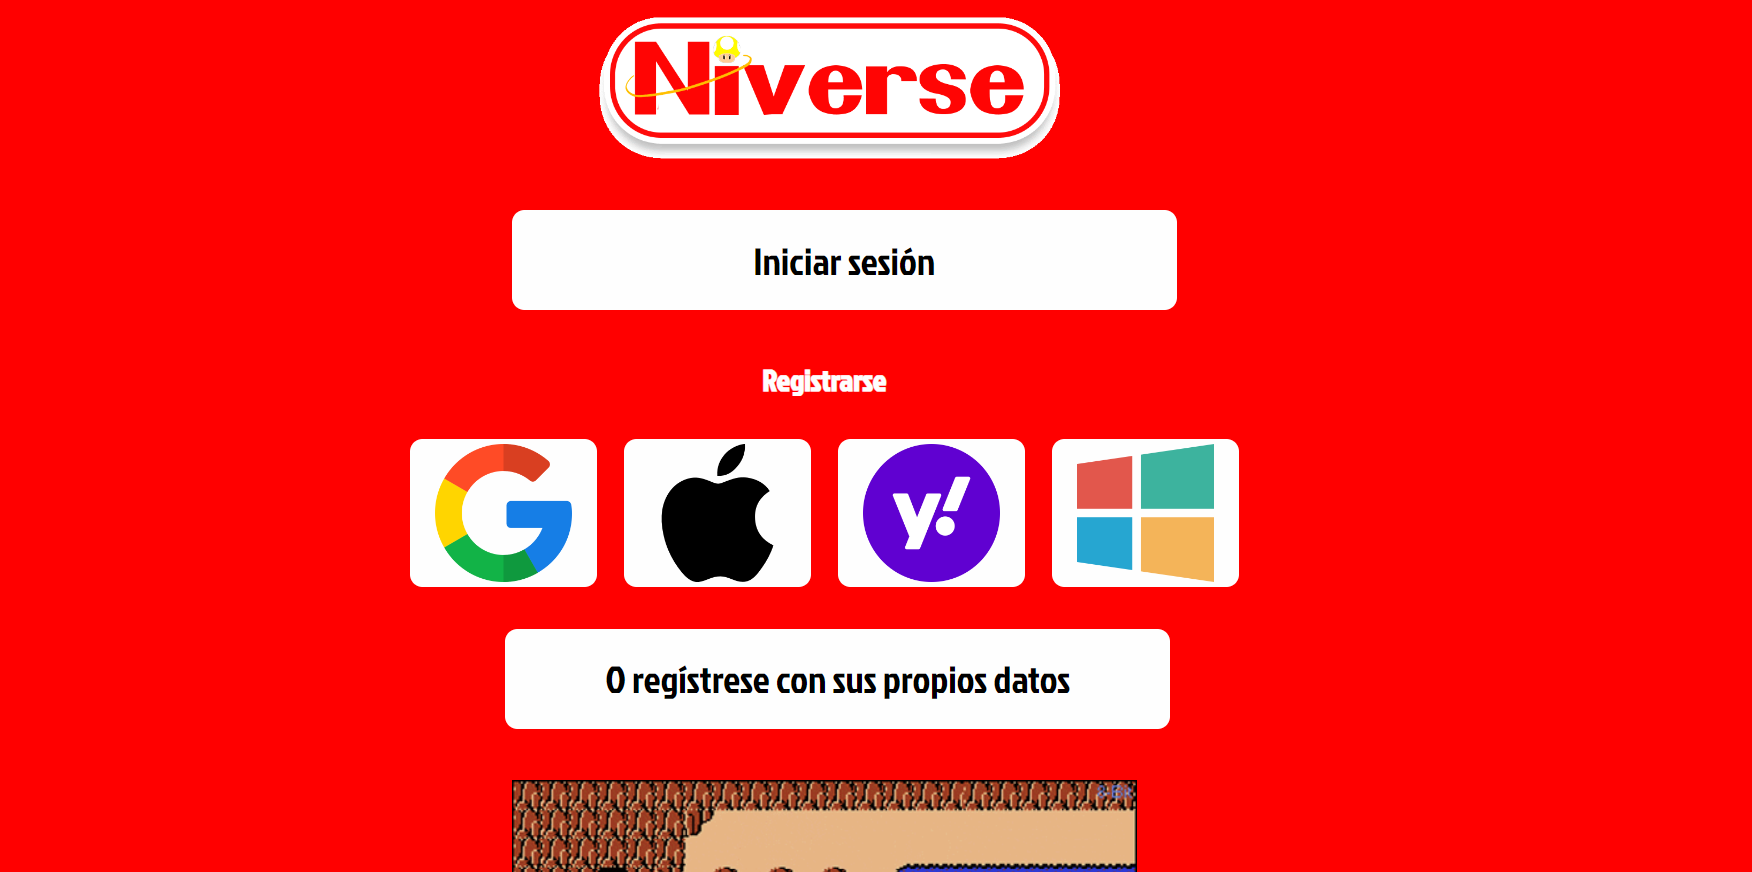 Niverse
Iniciar sesión
Registrarse
y!
O regístrese con sus propios datos